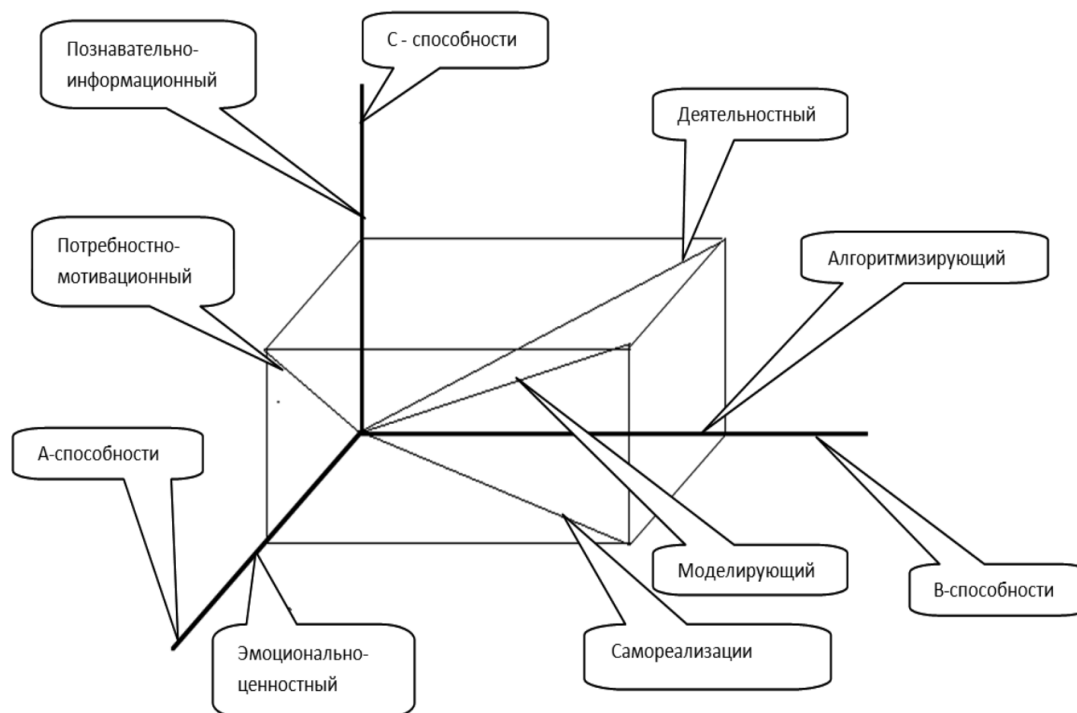 Познавательно-
информационный
С - способности
Деятельностный
Потребностно-
мотивационный
Алгоритмизирующий
А-способности
Моделирующий
В-способности
Эмоционально-
ценностный
Самореализации